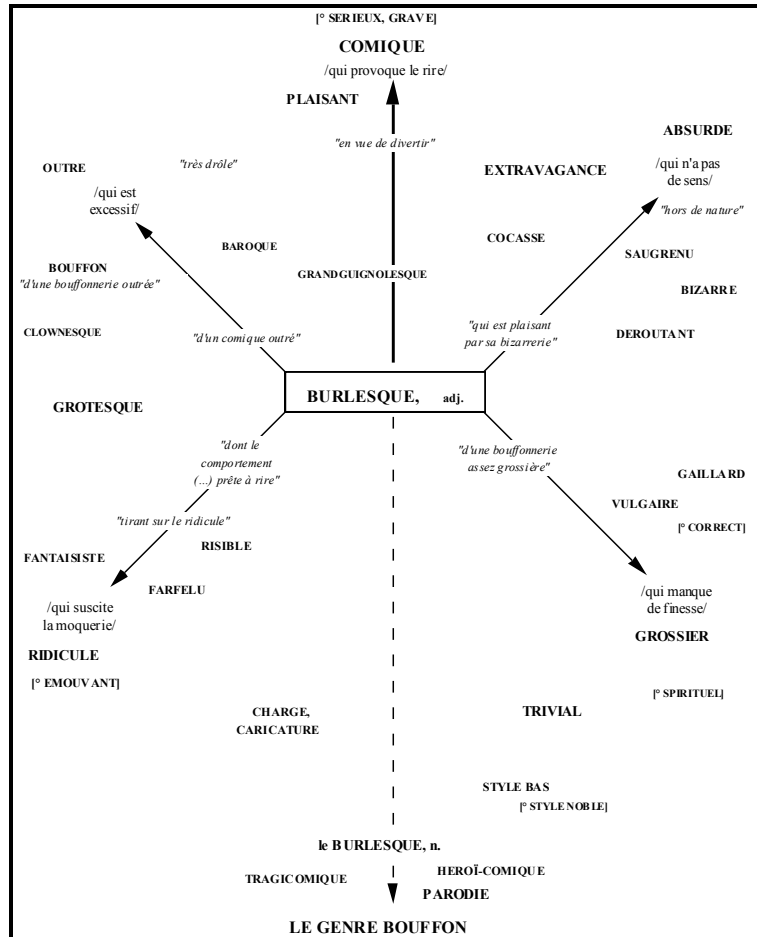 [° SERIEUX, GRAVE]
COMIQUE
/qui provoque le rire/
PLAISANT
"en vue de divertir"
ABSURDE
/qui n'a pas
de sens/
EXTRAVAGANCE
"très drôle"
OUTRE
/qui est
excessif/
"hors de nature"
COCASSE
BAROQUE
SAUGRENU
BOUFFON
"d'une bouffonnerie outrée"
GRANDGUIGNOLESQUE
BIZARRE
CLOWNESQUE
"d'un comique outré"
"qui est plaisant
par sa bizarrerie"
DEROUTANT
BURLESQUE, adj.
GROTESQUE
"dont le
comportement
(...) prête à rire"
"d'une bouffonnerie
assez grossière"
GAILLARD
VULGAIRE
[° CORRECT]
"tirant sur le ridicule"
RISIBLE
FANTAISISTE
FARFELU
/qui suscite
la moquerie/
/qui manque
de finesse/
RIDICULE
GROSSIER
[° EMOUVANT]
[° SPIRITUEL]
CHARGE,
CARICATURE
TRIVIAL
STYLE BAS
[° STYLE NOBLE]
le BURLESQUE, n.
TRAGICOMIQUE
HEROÏ-COMIQUE
PARODIE
LE GENRE BOUFFON